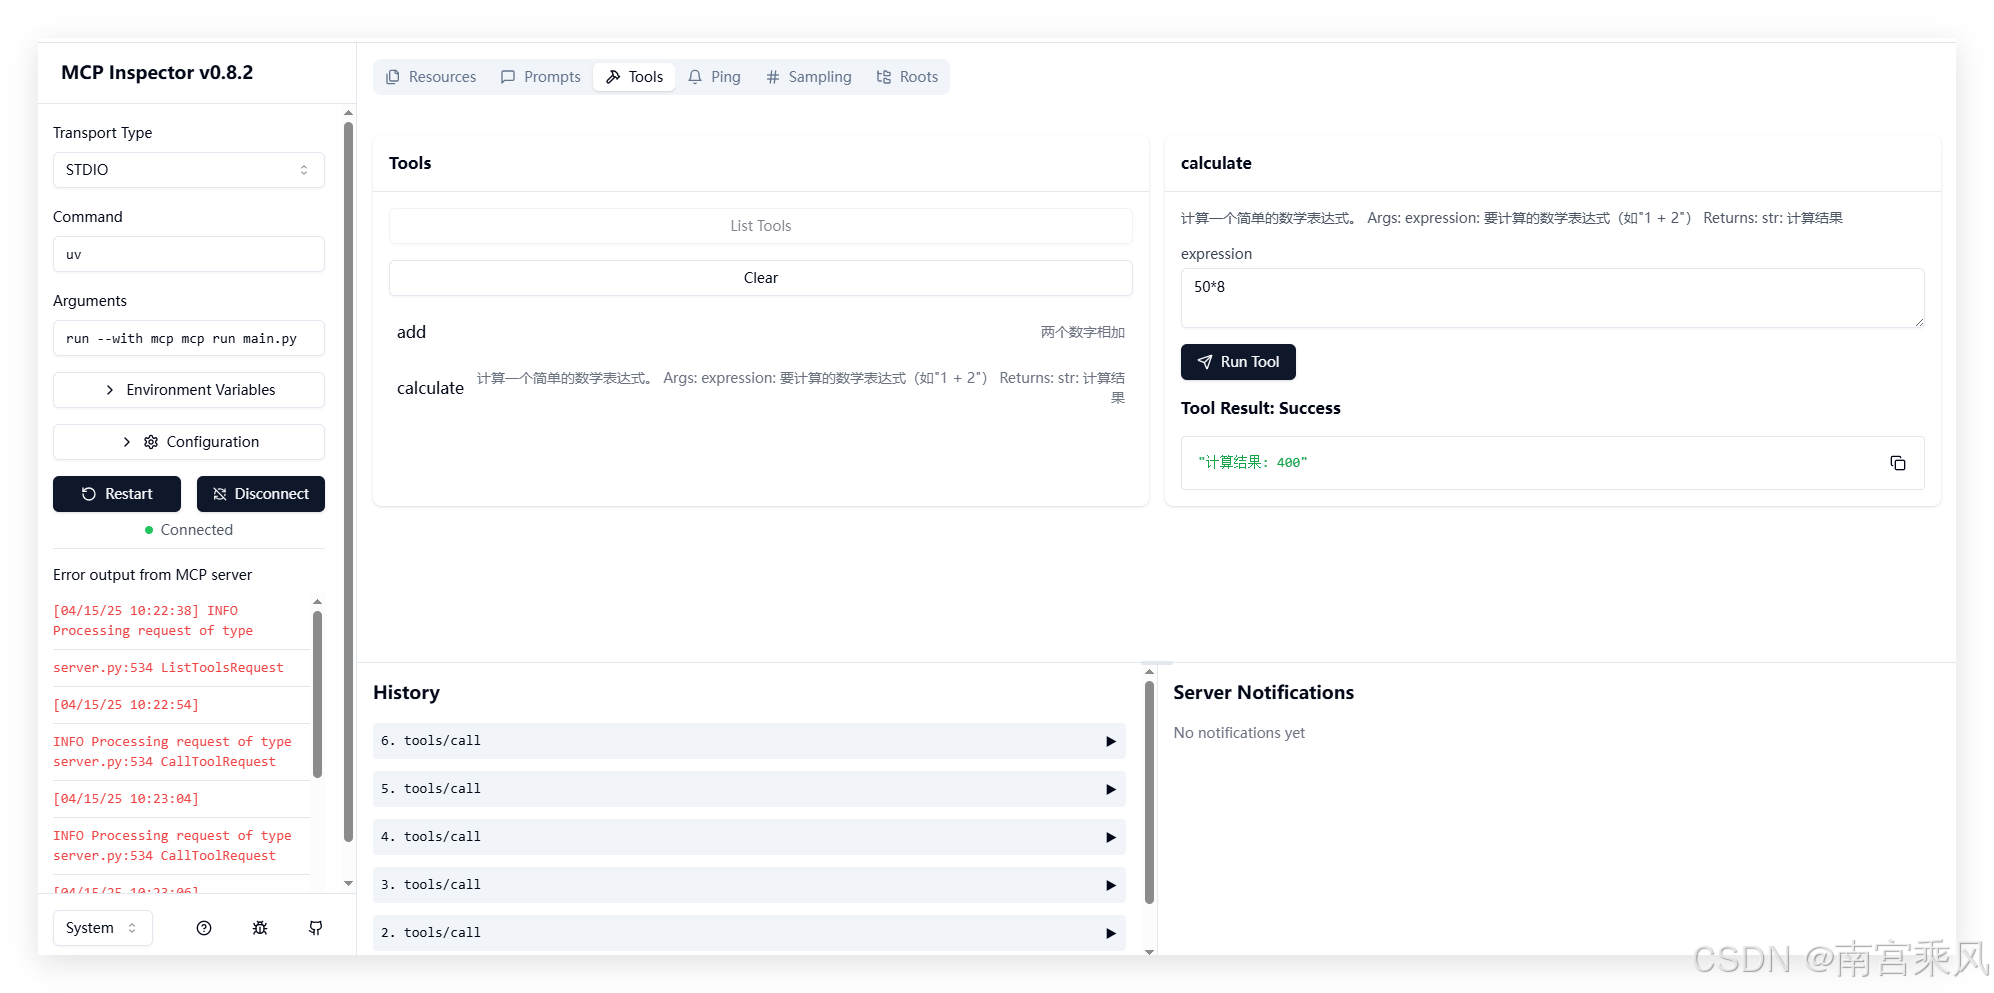 MCP Inspector v0.8.2
Transport Type
STDIO
Command
uv
Arguments
run --with mcp mcp run main.py
Environment Variables
Configuration
Restart
Disconnect
Connected
Error output from MCP server
[04/15/25 10:22:38] INFO
Processing request of type
server.py:534 ListToolsRequest
[04/15/25 10:22:54]
INFO Processing request of type
server.py:534 CallToolRequest
[04/15/25 10:23:04]
INFO Processing request of type
server.py:534 CallToolRequest
[04/15/25 10:23:06]
System
Resources
Prompts
Tools
Ping
Sampling
Roots
Tools
List Tools
Clear
add
两个数字相加
calculate
计算一个简单的数学表达式。 Args: expression: 要计算的数学表达式（如"1 + 2"） Returns: str: 计算结
果
calculate
计算一个简单的数学表达式。 Args: expression: 要计算的数学表达式（如"1 + 2"） Returns: str: 计算结果
expression
50*8
Run Tool
Tool Result: Success
"计算结果: 400"
History
6. tools/call
5. tools/call
4. tools/call
3. tools/call
2. tools/call
Server Notifications
No notifications yet
CSDN @南宫乘风